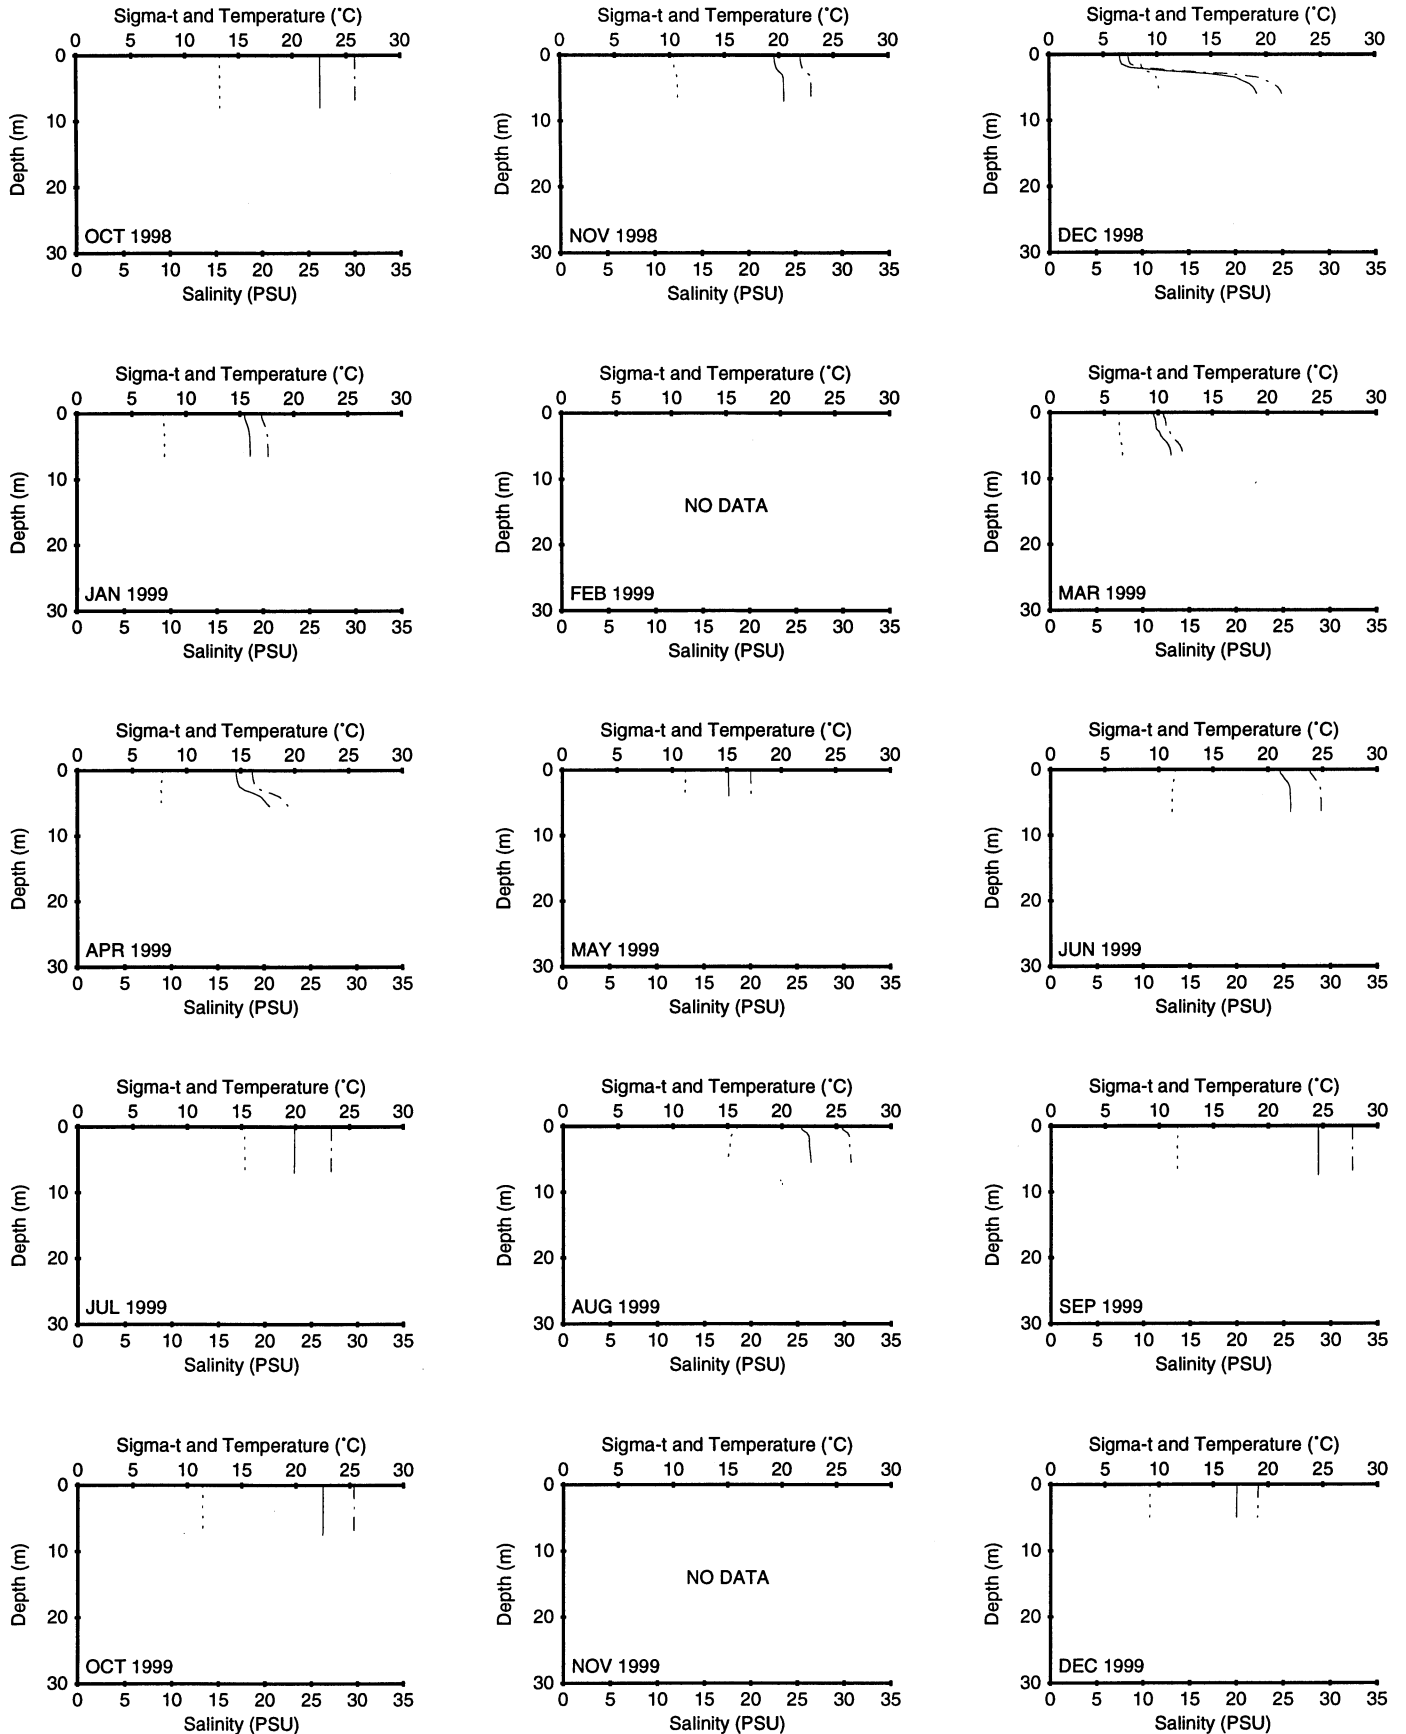 Sigma-t and Temperature (˚C)
0 5 10 15 20 25 30
0
10
20
30
Depth (m)
OCT 1998
0 5 10 15 20 25 30 35
Salinity (PSU)
Sigma-t and Temperature (˚C)
0 5 10 15 20 25 30
0
10
20
30
Depth (m)
NOV 1998
0 5 10 15 20 25 30 35
Salinity (PSU)
Sigma-t and Temperature (˚C)
0 5 10 15 20 25 30
0
10
20
30
Depth (m)
DEC 1998
0 5 10 15 20 25 30 35
Salinity (PSU)
Sigma-t and Temperature (˚C)
0 5 10 15 20 25 30
0
10
20
30
Depth (m)
JAN 1999
0 5 10 15 20 25 30 35
Salinity (PSU)
Sigma-t and Temperature (˚C)
0 5 10 15 20 25 30
0
10
20
30
Depth (m)
NO DATA
FEB 1999
0 5 10 15 20 25 30 35
Salinity (PSU)
Sigma-t and Temperature (˚C)
0 5 10 15 20 25 30
0
10
20
30
Depth (m)
MAR 1999
0 5 10 15 20 25 30 35
Salinity (PSU)
Sigma-t and Temperature (˚C)
0 5 10 15 20 25 30
0
10
20
30
Depth (m)
APR 1999
0 5 10 15 20 25 30 35
Salinity (PSU)
Sigma-t and Temperature (˚C)
0 5 10 15 20 25 30
0
10
20
30
Depth (m)
MAY 1999
0 5 10 15 20 25 30 35
Salinity (PSU)
Sigma-t and Temperature (˚C)
0 5 10 15 20 25 30
0
10
20
30
Depth (m)
JUN 1999
0 5 10 15 20 25 30 35
Salinity (PSU)
Sigma-t and Temperature (˚C)
0 5 10 15 20 25 30
0
10
20
30
Depth (m)
JUL 1999
0 5 10 15 20 25 30 35
Salinity (PSU)
Sigma-t and Temperature (˚C)
0 5 10 15 20 25 30
0
10
20
30
Depth (m)
AUG 1999
0 5 10 15 20 25 30 35
Salinity (PSU)
Sigma-t and Temperature (˚C)
0 5 10 15 20 25 30
0
10
20
30
Depth (m)
SEP 1999
0 5 10 15 20 25 30 35
Salinity (PSU)
Sigma-t and Temperature (˚C)
0 5 10 15 20 25 30
0
10
20
30
Depth (m)
OCT 1999
0 5 10 15 20 25 30 35
Salinity (PSU)
Sigma-t and Temperature (˚C)
0 5 10 15 20 25 30
0
10
20
30
Depth (m)
NO DATA
NOV 1999
0 5 10 15 20 25 30 35
Salinity (PSU)
Sigma-t and Temperature (˚C)
0 5 10 15 20 25 30
0
10
20
30
Depth (m)
DEC 1999
0 5 10 15 20 25 30 35
Salinity (PSU)